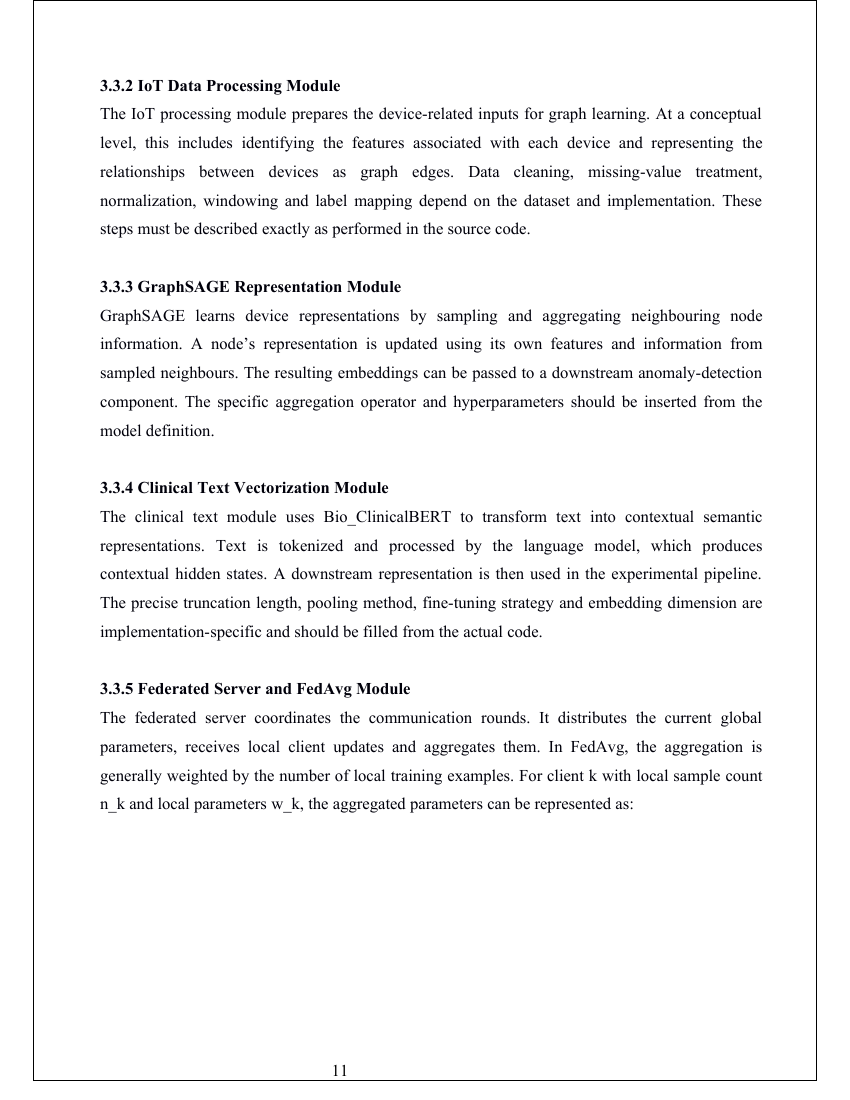 3.3.2 IoT Data Processing Module
The IoT processing module prepares the device-related inputs for graph learning. At a conceptual
level, this includes identifying the features associated with each device and representing the
relationships between devices as graph edges. Data cleaning, missing-value treatment,
normalization, windowing and label mapping depend on the dataset and implementation. These
steps must be described exactly as performed in the source code.
3.3.3 GraphSAGE Representation Module
GraphSAGE learns device representations by sampling and aggregating neighbouring node
information. A node’s representation is updated using its own features and information from
sampled neighbours. The resulting embeddings can be passed to a downstream anomaly-detection
component. The specific aggregation operator and hyperparameters should be inserted from the
model definition.
3.3.4 Clinical Text Vectorization Module
The clinical text module uses Bio_ClinicalBERT to transform text into contextual semantic
representations. Text is tokenized and processed by the language model, which produces
contextual hidden states. A downstream representation is then used in the experimental pipeline.
The precise truncation length, pooling method, fine-tuning strategy and embedding dimension are
implementation-specific and should be filled from the actual code.
3.3.5 Federated Server and FedAvg Module
The federated server coordinates the communication rounds. It distributes the current global
parameters, receives local client updates and aggregates them. In FedAvg, the aggregation is
generally weighted by the number of local training examples. For client k with local sample count
n_k and local parameters w_k, the aggregated parameters can be represented as:
11